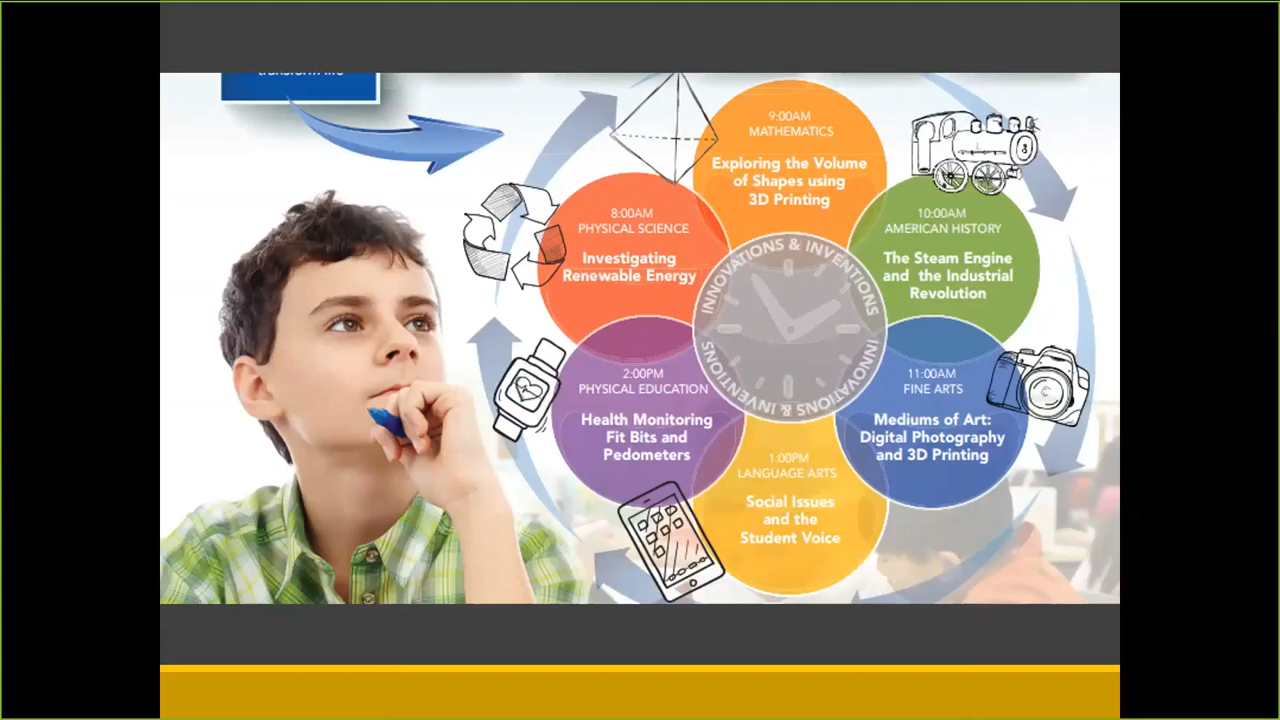 transform life
9:00AM
MATHEMATICS
Exploring the Volume
of Shapes using
3D Printing
8:00AM
PHYSICAL SCIENCE
Investigating
Renewable Energy
10:00AM
AMERICAN HISTORY
The Steam Engine
and the Industrial
Revolution
INNOVATIONS & INVENTIONS
INNOVATIONS & INVENTIONS
2:00PM
PHYSICAL EDUCATION
Health Monitoring
Fit Bits and
Pedometers
11:00AM
FINE ARTS
Mediums of Art:
Digital Photography
and 3D Printing
1:00PM
LANGUAGE ARTS
Social Issues
and the
Student Voice